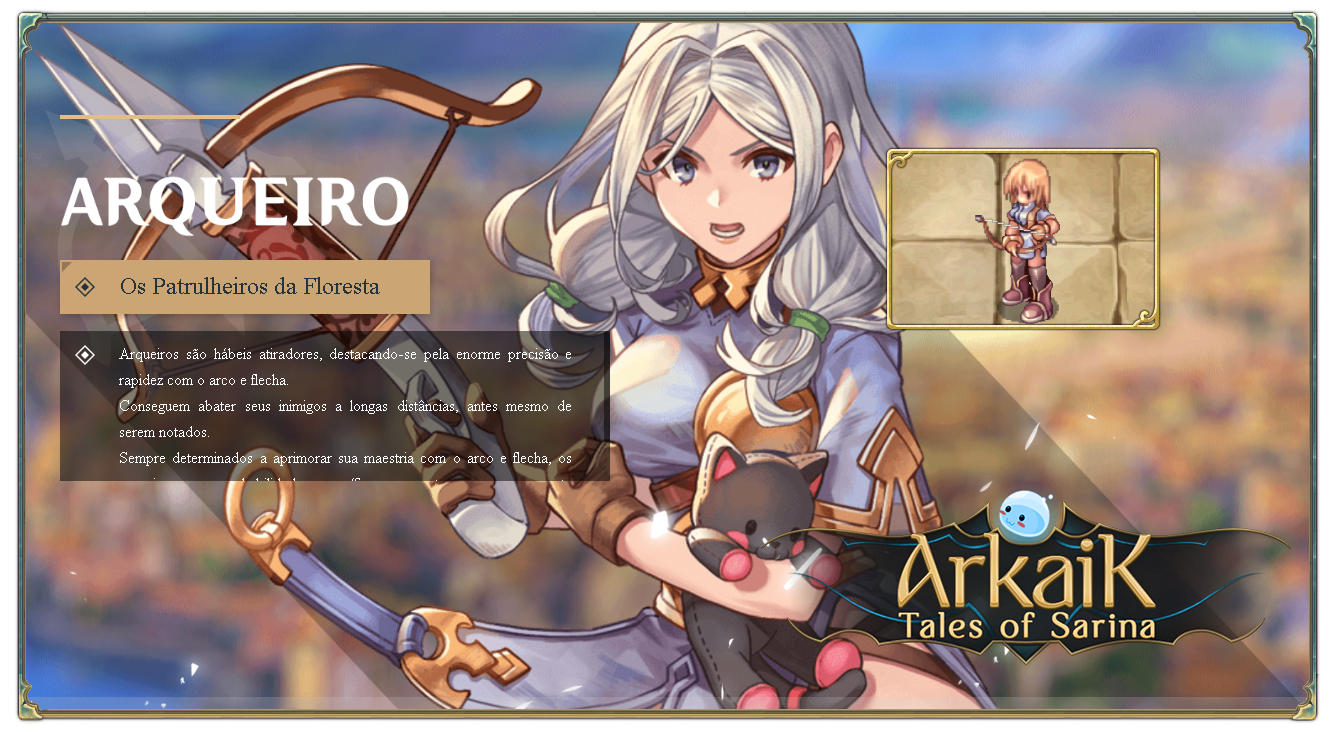 ARQUEIRO
Os Patrulheiros da Floresta
Arqueiros são hábeis atiradores, destacando-se pela enorme precisão e
rapidez com o arco e flecha.
Conseguem abater seus inimigos a longas distâncias, antes mesmo de
serem notados.
Sempre determinados a aprimorar sua maestria com o arco e flecha, os
ArkaiK
Tales of Sarina